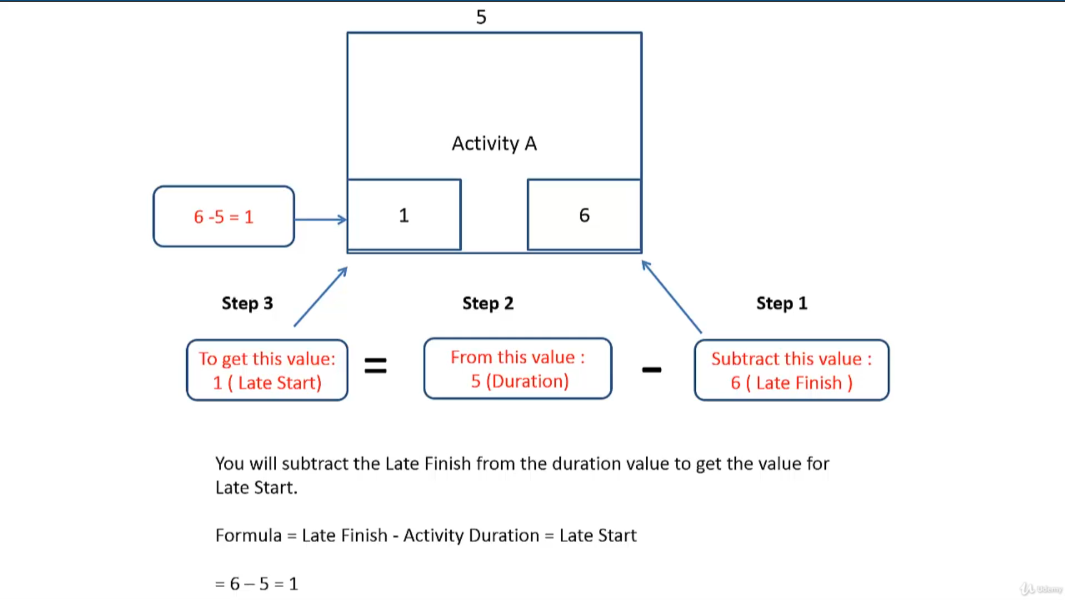 5
Activity A
6 -5 = 1
1
6
Step 3
Step 2
Step 1
To get this value:
1 ( Late Start)
=
From this value :
5 (Duration)
-
Subtract this value :
6 ( Late Finish )
You will subtract the Late Finish from the duration value to get the value for
Late Start.
Formula = Late Finish - Activity Duration = Late Start
= 6 – 5 = 1
Udemy